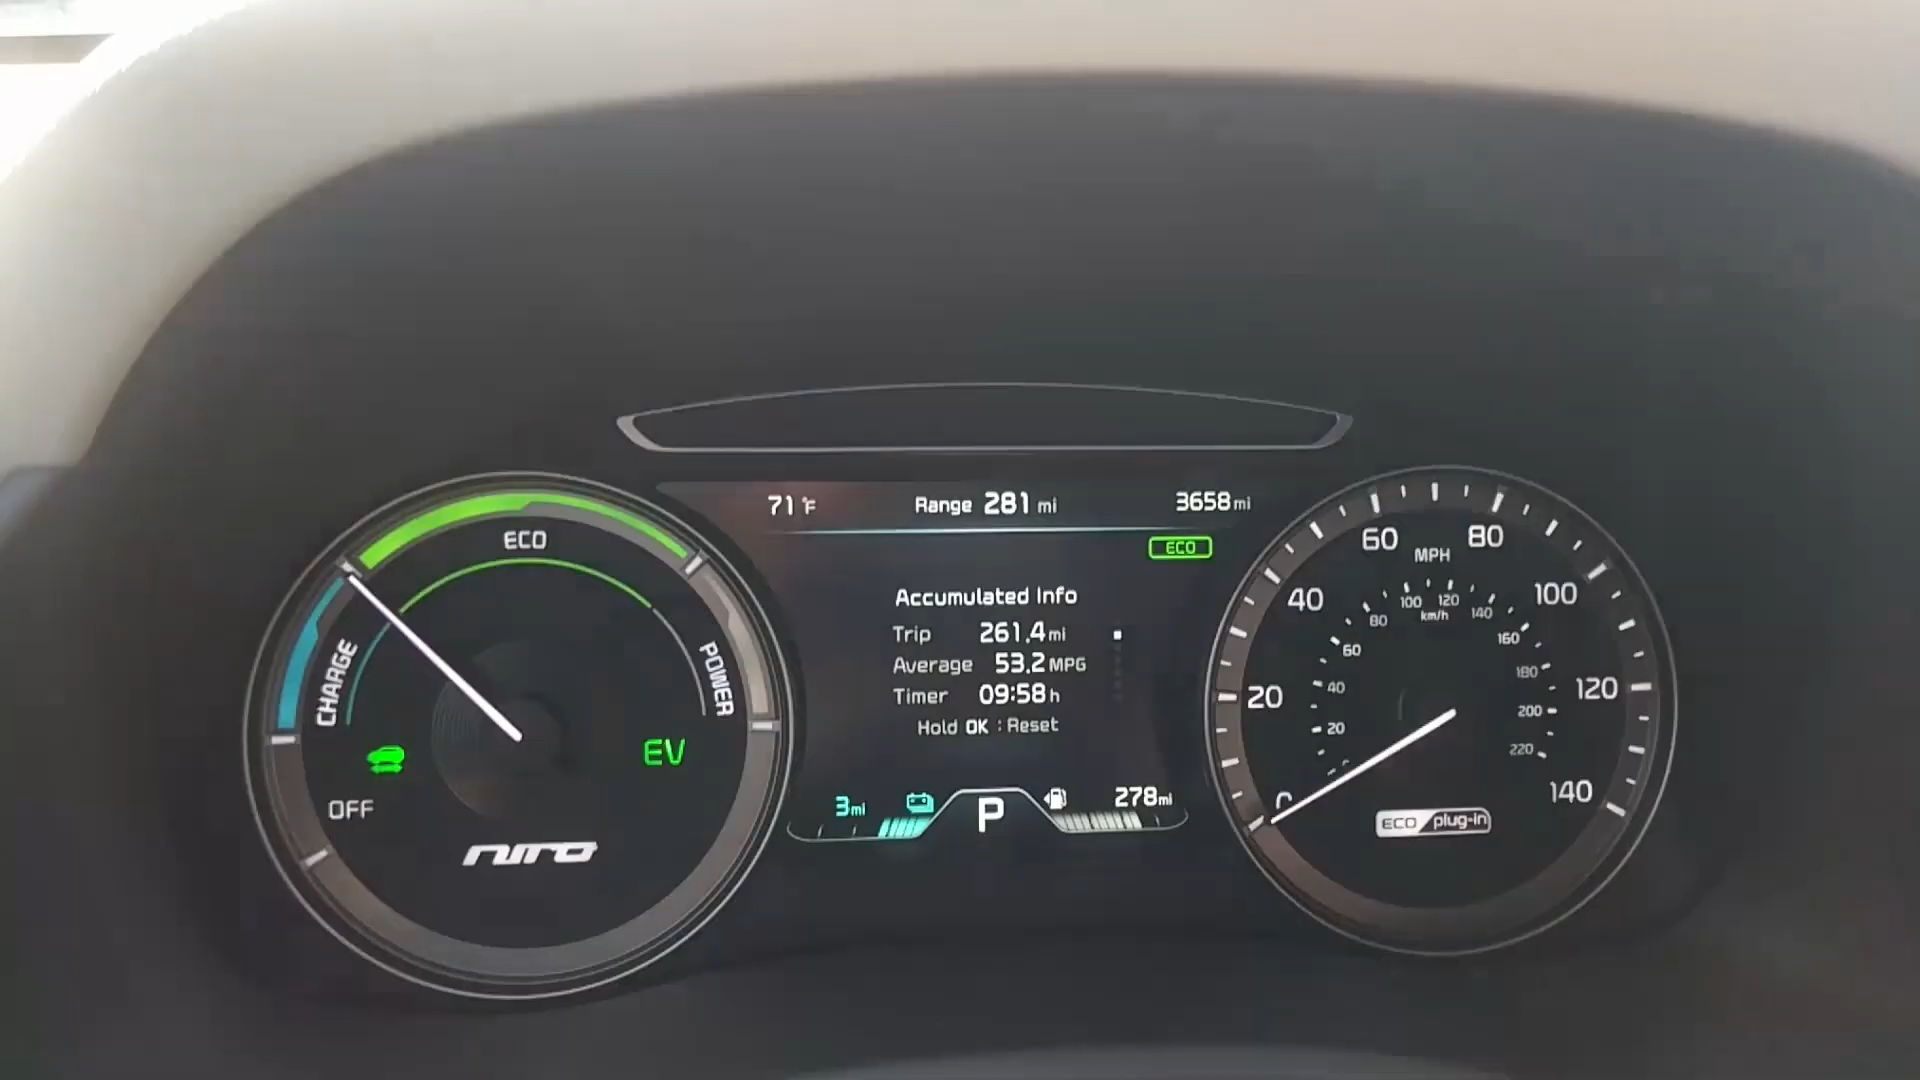 71°F Range 281 mi 3658 mi
ECO
ECO
CHARGE
POWER
EV
OFF
NIRO
Accumulated Info
Trip 261.4 mi
Average 53.2 MPG
Timer 09:58 h
Hold OK : Reset
3 mi
P
278 mi
MPH
km/h
20
40
60
80
100
120
140
20
40
60
80
100
120
140
160
180
200
220
ECO plug-in